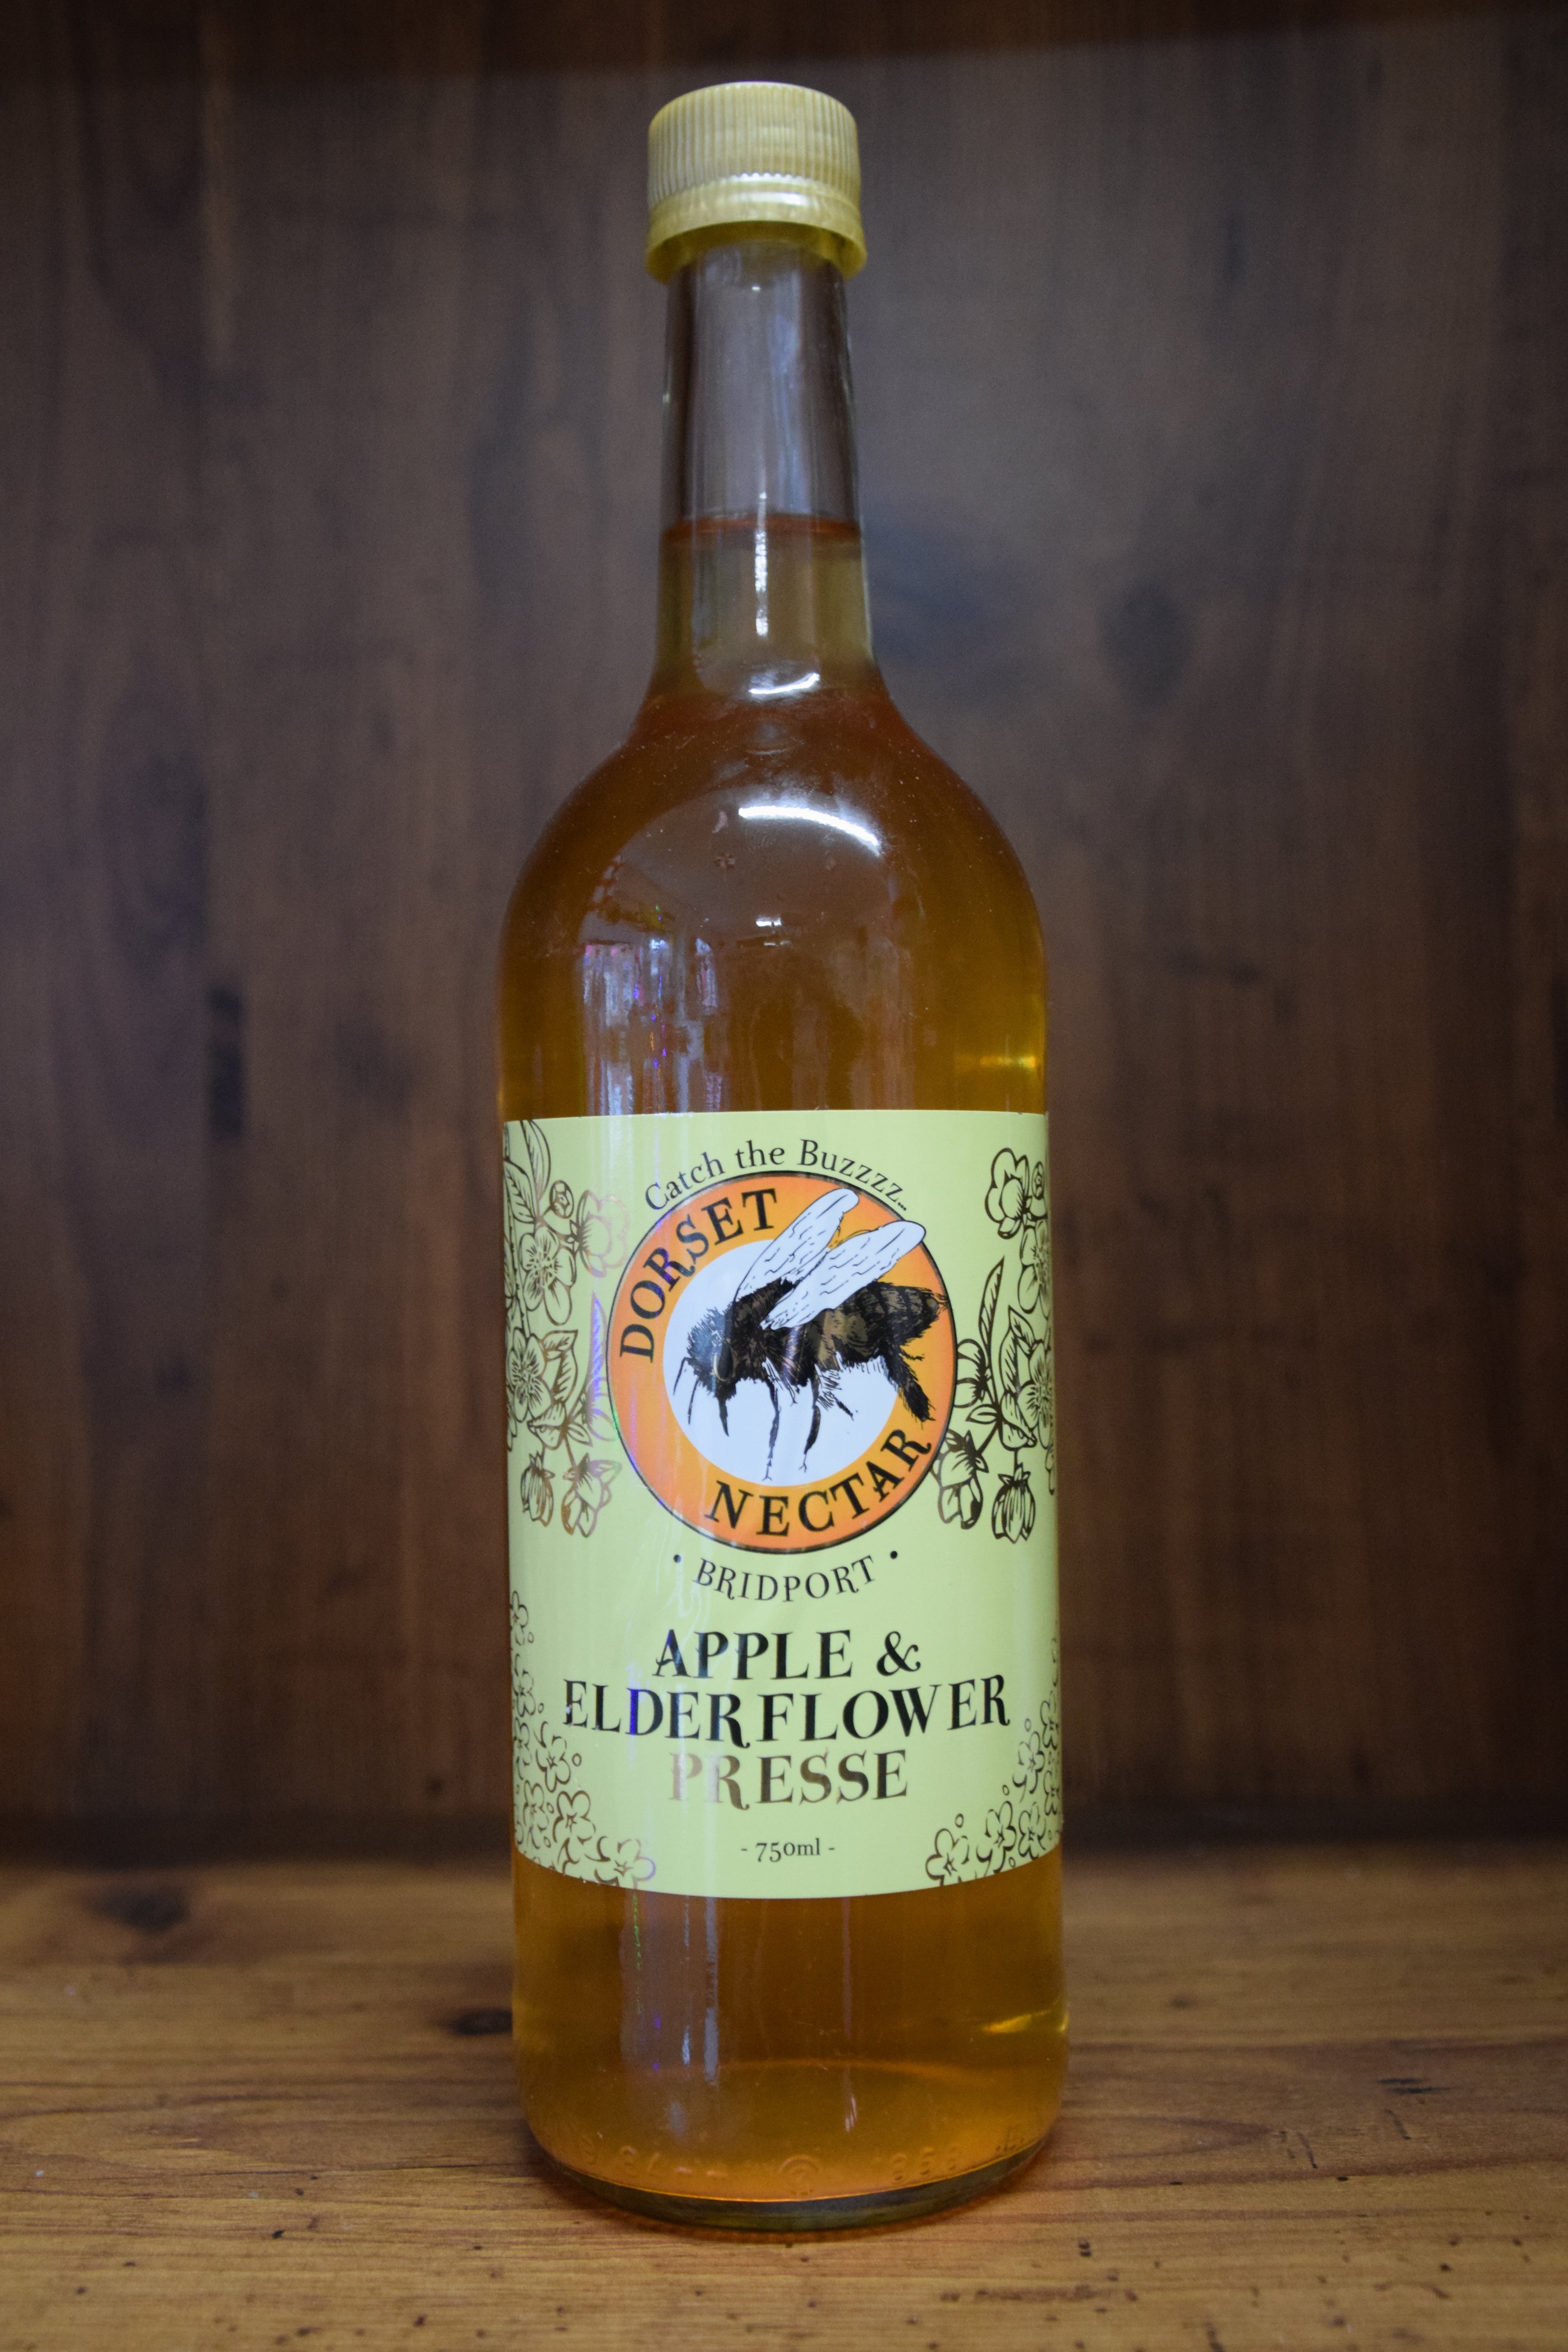 Catch the Buzzzz...
DORSET
NECTAR
• BRIDPORT •
APPLE &
ELDERFLOWER
PRESSE
- 750ml -